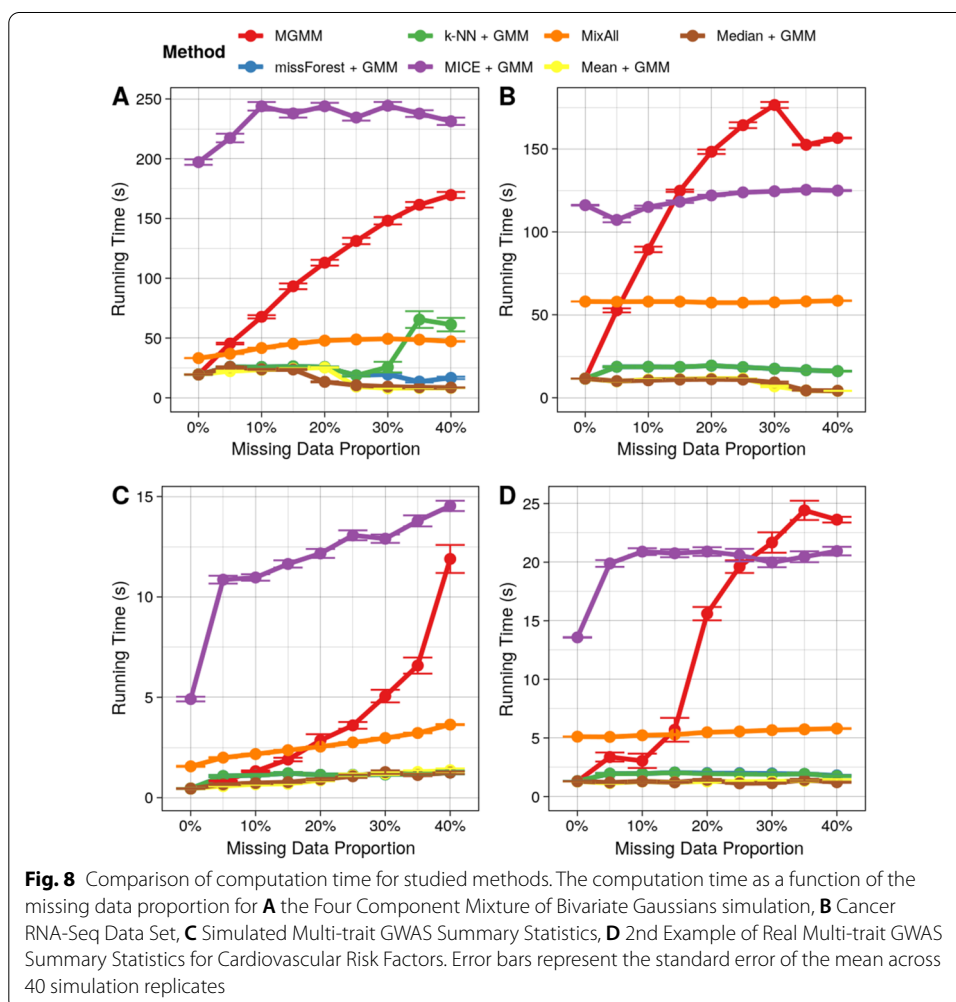 Method
MGMM
k-NN + GMM
MixAll
Median + GMM
missForest + GMM
MICE + GMM
Mean + GMM
A
250
200
150
100
50
0
Running Time (s)
0% 10% 20% 30% 40%
Missing Data Proportion
B
150
100
50
0
Running Time (s)
0% 10% 20% 30% 40%
Missing Data Proportion
C
15
10
5
0
Running Time (s)
0% 10% 20% 30% 40%
Missing Data Proportion
D
25
20
15
10
5
0
Running Time (s)
0% 10% 20% 30% 40%
Missing Data Proportion
Fig. 8 Comparison of computation time for studied methods. The computation time as a function of the
missing data proportion for A the Four Component Mixture of Bivariate Gaussians simulation, B Cancer
RNA-Seq Data Set, C Simulated Multi-trait GWAS Summary Statistics, D 2nd Example of Real Multi-trait GWAS
Summary Statistics for Cardiovascular Risk Factors. Error bars represent the standard error of the mean across
40 simulation replicates